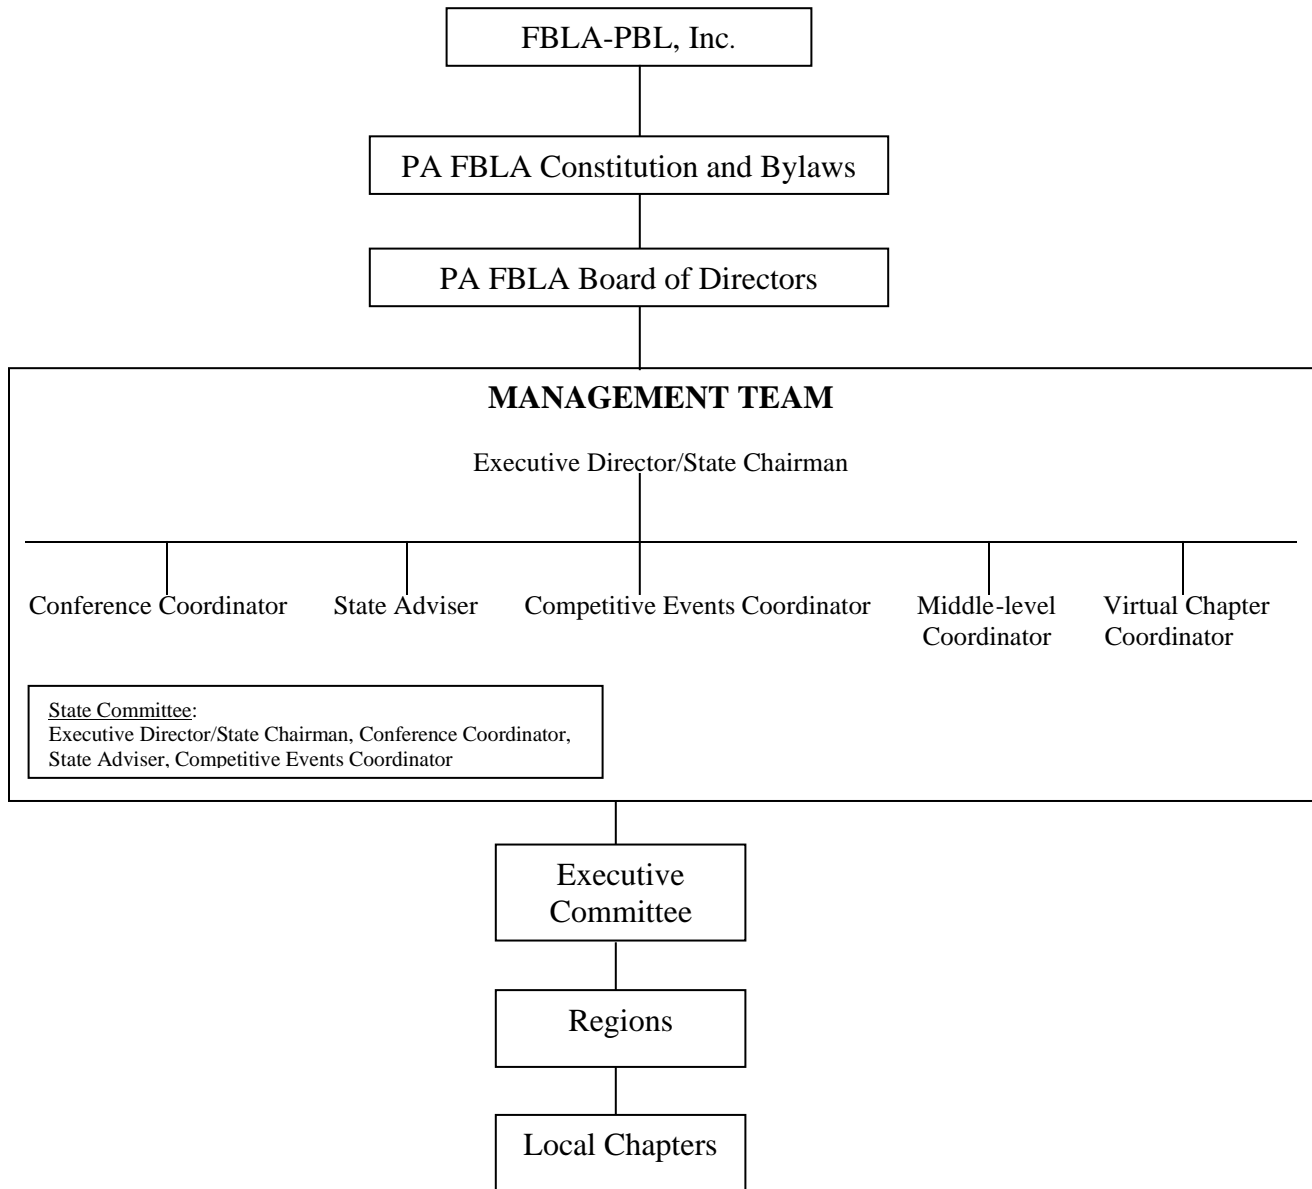 FBLA-PBL, Inc.
PA FBLA Constitution and Bylaws
PA FBLA Board of Directors
MANAGEMENT TEAM
Executive Director/State Chairman
Conference Coordinator
State Adviser
Competitive Events Coordinator
Middle-level
Coordinator
Virtual Chapter
Coordinator
State Committee:
Executive Director/State Chairman, Conference Coordinator,
State Adviser, Competitive Events Coordinator
Executive
Committee
Regions
Local Chapters